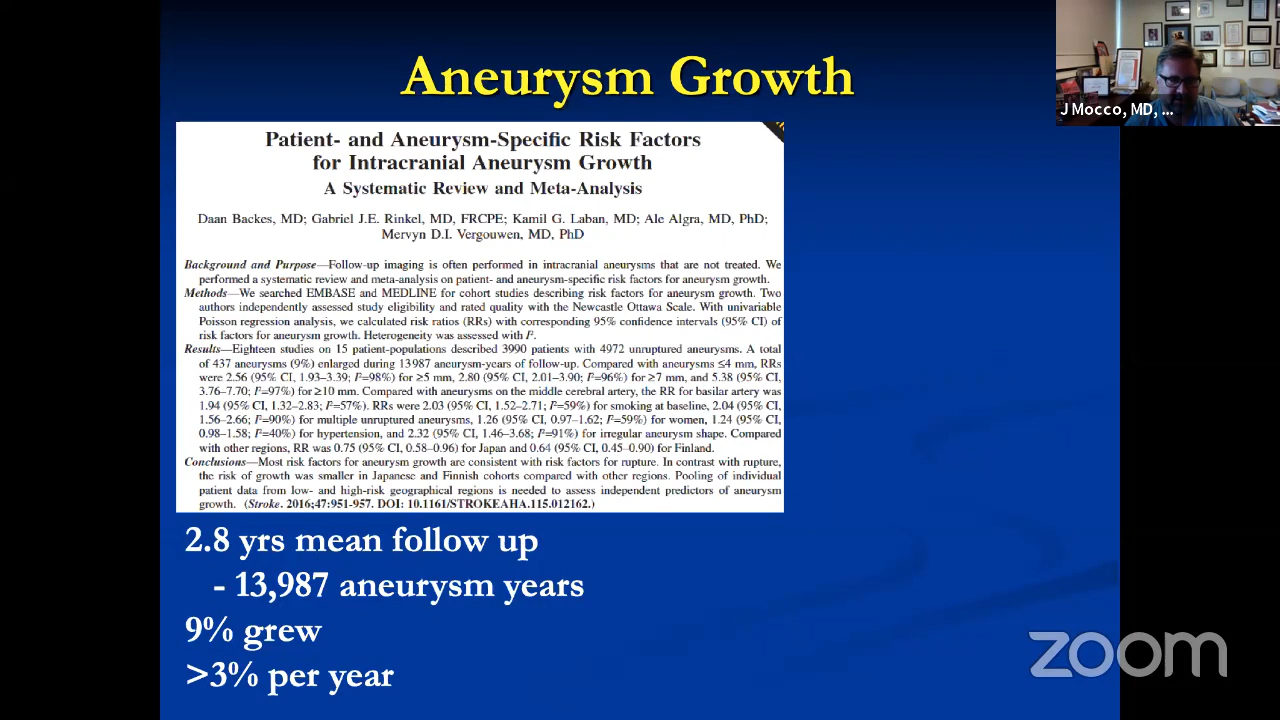 Aneurysm Growth
J Mocco, MD, ...
Patient- and Aneurysm-Specific Risk Factors
for Intracranial Aneurysm Growth
A Systematic Review and Meta-Analysis
Daan Backes, MD; Gabriel J.E. Rinkel, MD, FRCPE; Kamil G. Laban, MD; Ale Algra, MD, PhD;
Mervyn D.I. Vergouwen, MD, PhD
Background and Purpose—Follow-up imaging is often performed in intracranial aneurysms that are not treated. We
performed a systematic review and meta-analysis on patient- and aneurysm-specific risk factors for aneurysm growth.
Methods—We searched EMBASE and MEDLINE for cohort studies describing risk factors for aneurysm growth. Two
authors independently assessed study eligibility and rated quality with the Newcastle Ottawa Scale. With univariable
Poisson regression analysis, we calculated risk ratios (RRs) with corresponding 95% confidence intervals (95% CI) of
risk factors for aneurysm growth. Heterogeneity was assessed with I².
Results—Eighteen studies on 15 patient-populations described 3990 patients with 4972 unruptured aneurysms. A total
of 437 aneurysms (9%) enlarged during 13987 aneurysm-years of follow-up. Compared with aneurysms ≤4 mm, RRs
were 2.56 (95% CI, 1.93–3.39; I²=98%) for ≥5 mm, 2.80 (95% CI, 2.01–3.90; I²=96%) for ≥7 mm, and 5.38 (95% CI,
3.76–7.70; I²=97%) for ≥10 mm. Compared with aneurysms on the middle cerebral artery, the RR for basilar artery was
1.94 (95% CI, 1.32–2.83; I²=57%). RRs were 2.03 (95% CI, 1.52–2.71; I²=59%) for smoking at baseline, 2.04 (95% CI,
1.56–2.66; I²=90%) for multiple unruptured aneurysms, 1.26 (95% CI, 0.97–1.62; I²=59%) for women, 1.24 (95% CI,
0.98–1.58; I²=40%) for hypertension, and 2.32 (95% CI, 1.46–3.68; I²=91%) for irregular aneurysm shape. Compared
with other regions, RR was 0.75 (95% CI, 0.58–0.96) for Japan and 0.64 (95% CI, 0.45–0.90) for Finland.
Conclusions—Most risk factors for aneurysm growth are consistent with risk factors for rupture. In contrast with rupture,
the risk of growth was smaller in Japanese and Finnish cohorts compared with other regions. Pooling of individual
patient data from low- and high-risk geographical regions is needed to assess independent predictors of aneurysm
growth. (Stroke. 2016;47:951-957. DOI: 10.1161/STROKEAHA.115.012162.)
2.8 yrs mean follow up
- 13,987 aneurysm years
9% grew
>3% per year
zoom